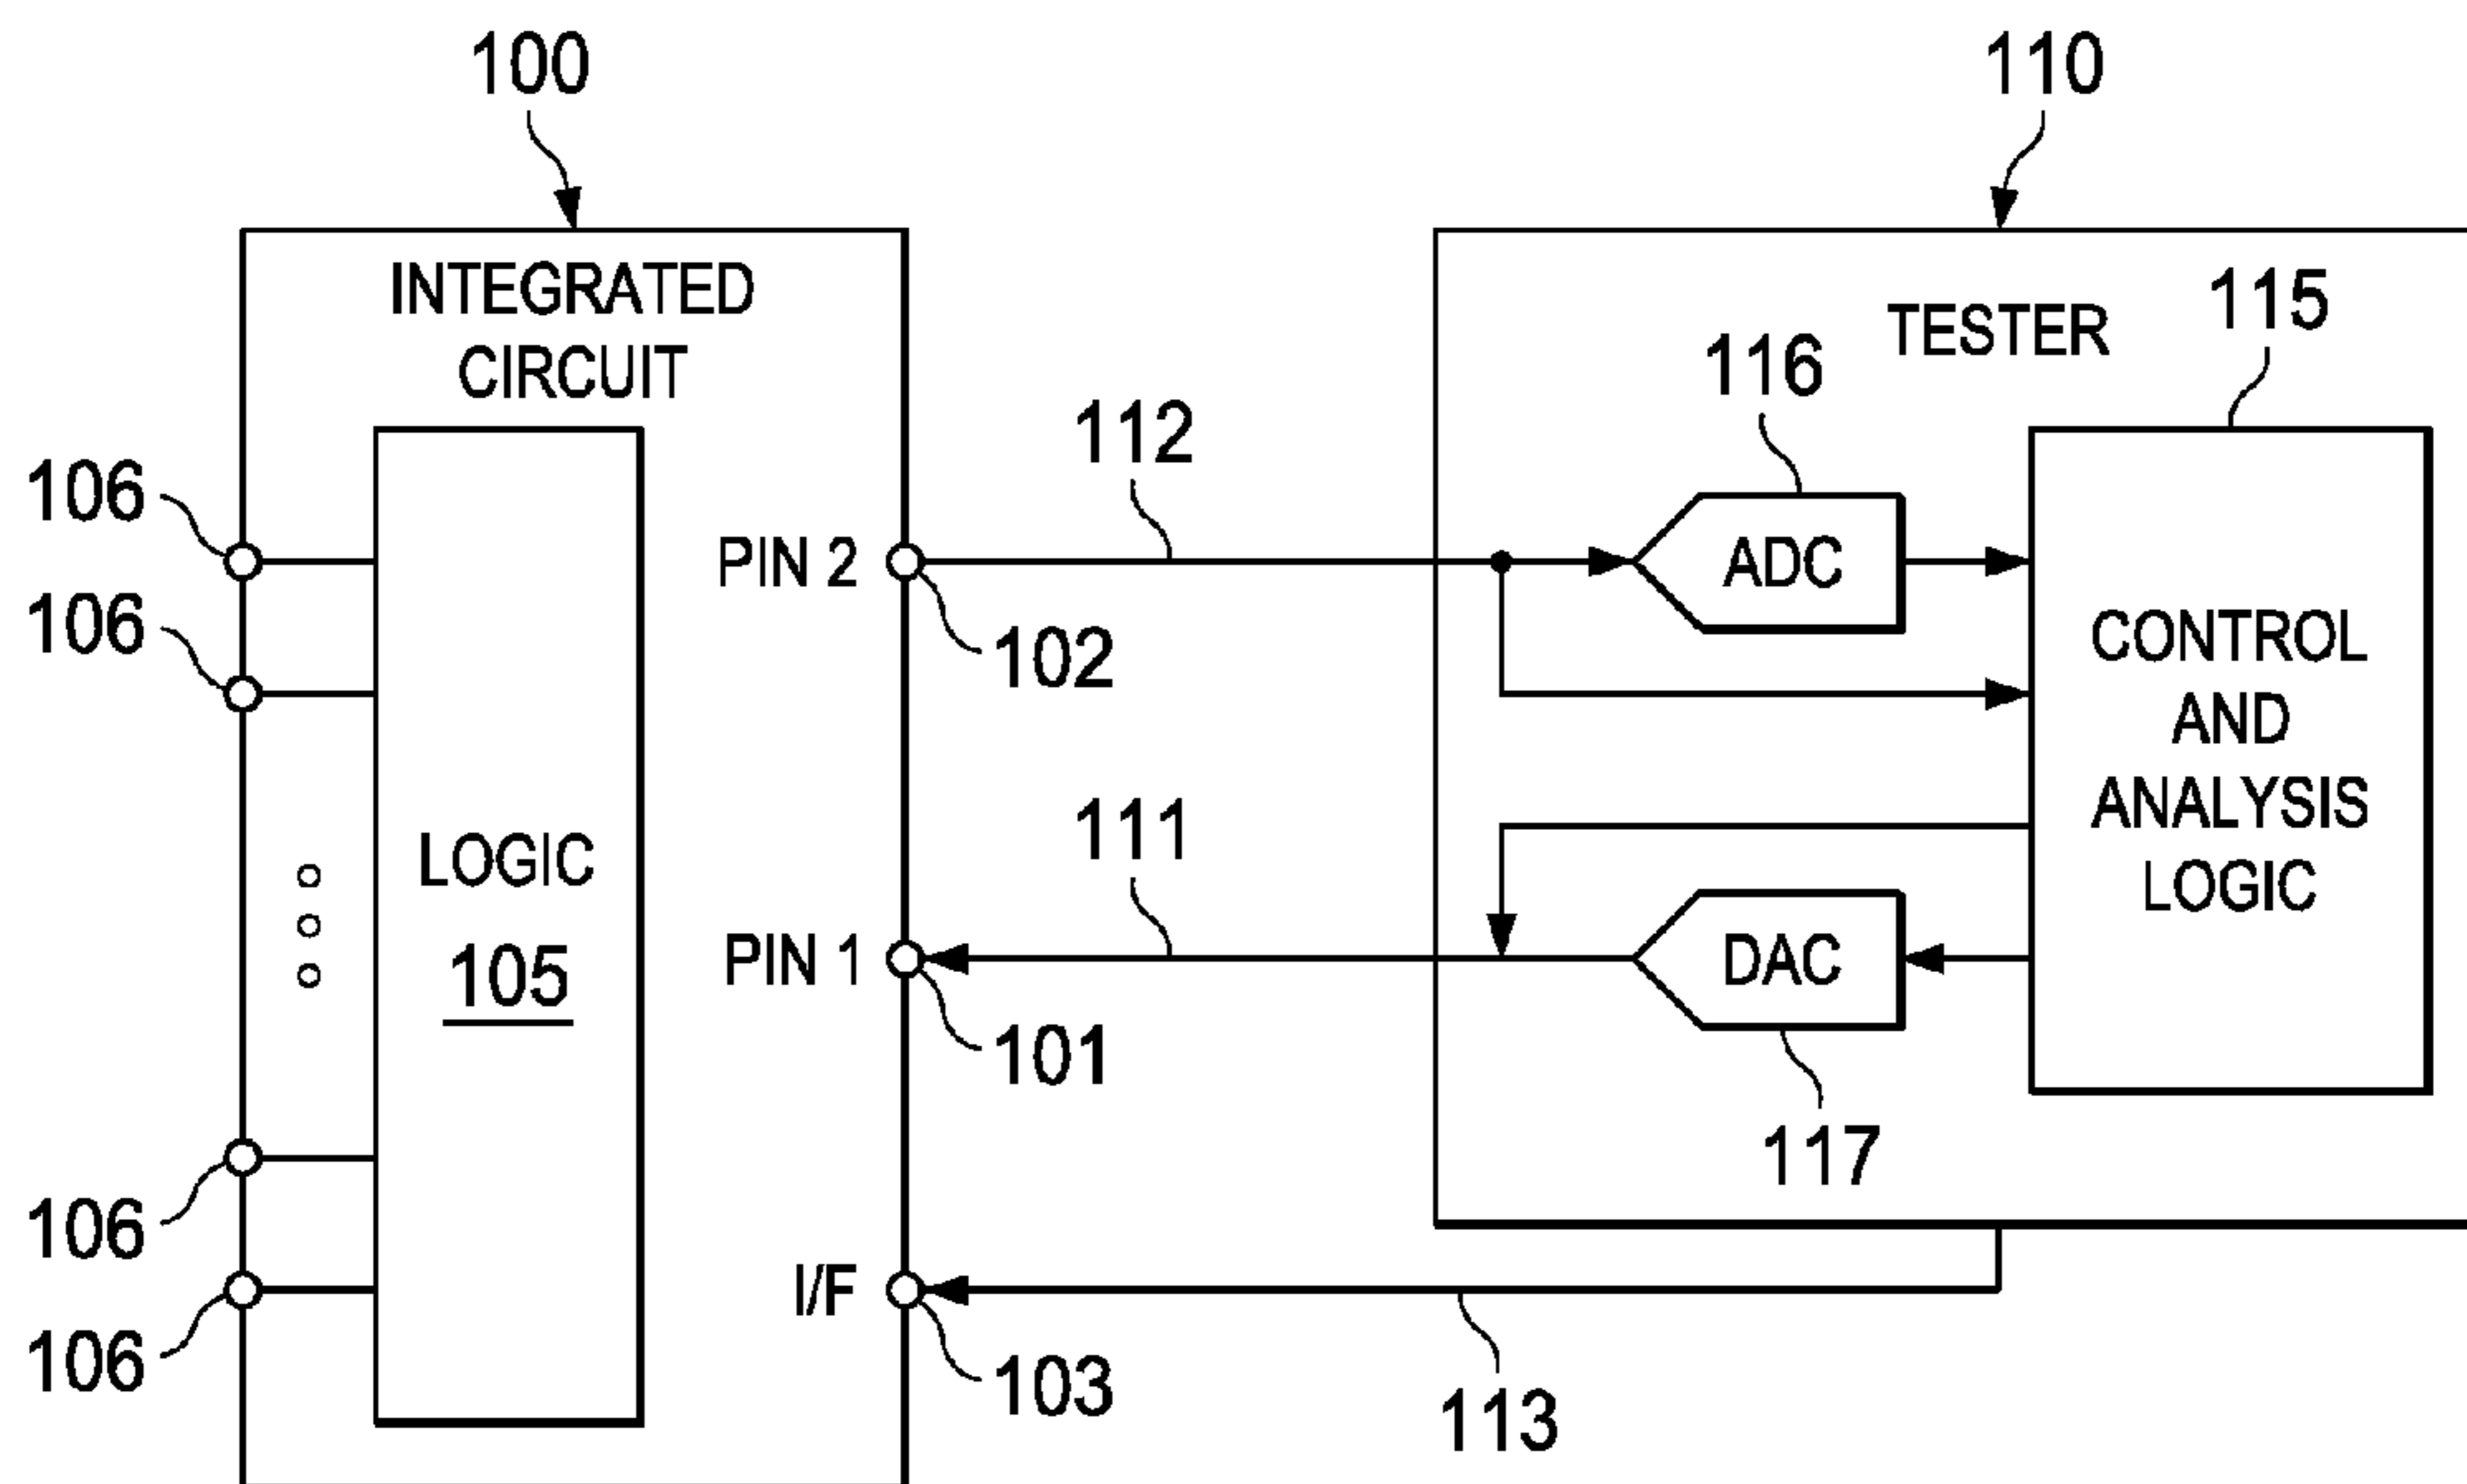 100
110
INTEGRATED
CIRCUIT
TESTER
115
116
112
106
PIN 2
ADC
106
102
CONTROL
AND
ANALYSIS
LOGIC
111
LOGIC
105
PIN 1
DAC
101
117
106
I/F
106
103
113